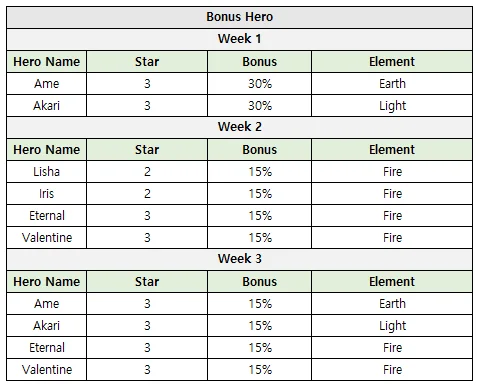 Bonus Hero
Week 1
Hero Name Star Bonus Element
Ame 3 30% Earth
Akari 3 30% Light
Week 2
Hero Name Star Bonus Element
Lisha 2 15% Fire
Iris 2 15% Fire
Eternal 3 15% Fire
Valentine 3 15% Fire
Week 3
Hero Name Star Bonus Element
Ame 3 15% Earth
Akari 3 15% Light
Eternal 3 15% Fire
Valentine 3 15% Fire